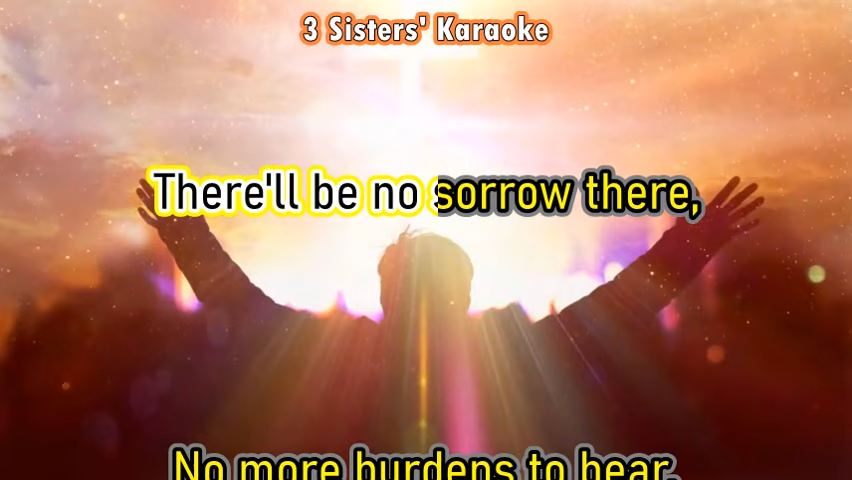 3 Sisters' Karaoke
There'll be no sorrow there,
No more burdens to bear,